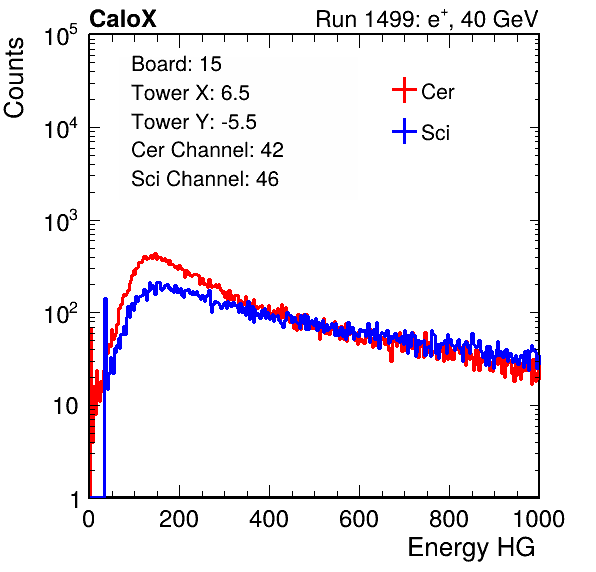 CaloX Run 1499: e⁺, 40 GeV
Counts
Board: 15
Tower X: 6.5
Tower Y: -5.5
Cer Channel: 42
Sci Channel: 46
Cer
Sci
10⁵
10⁴
10³
10²
10
1
0 200 400 600 800 1000
Energy HG